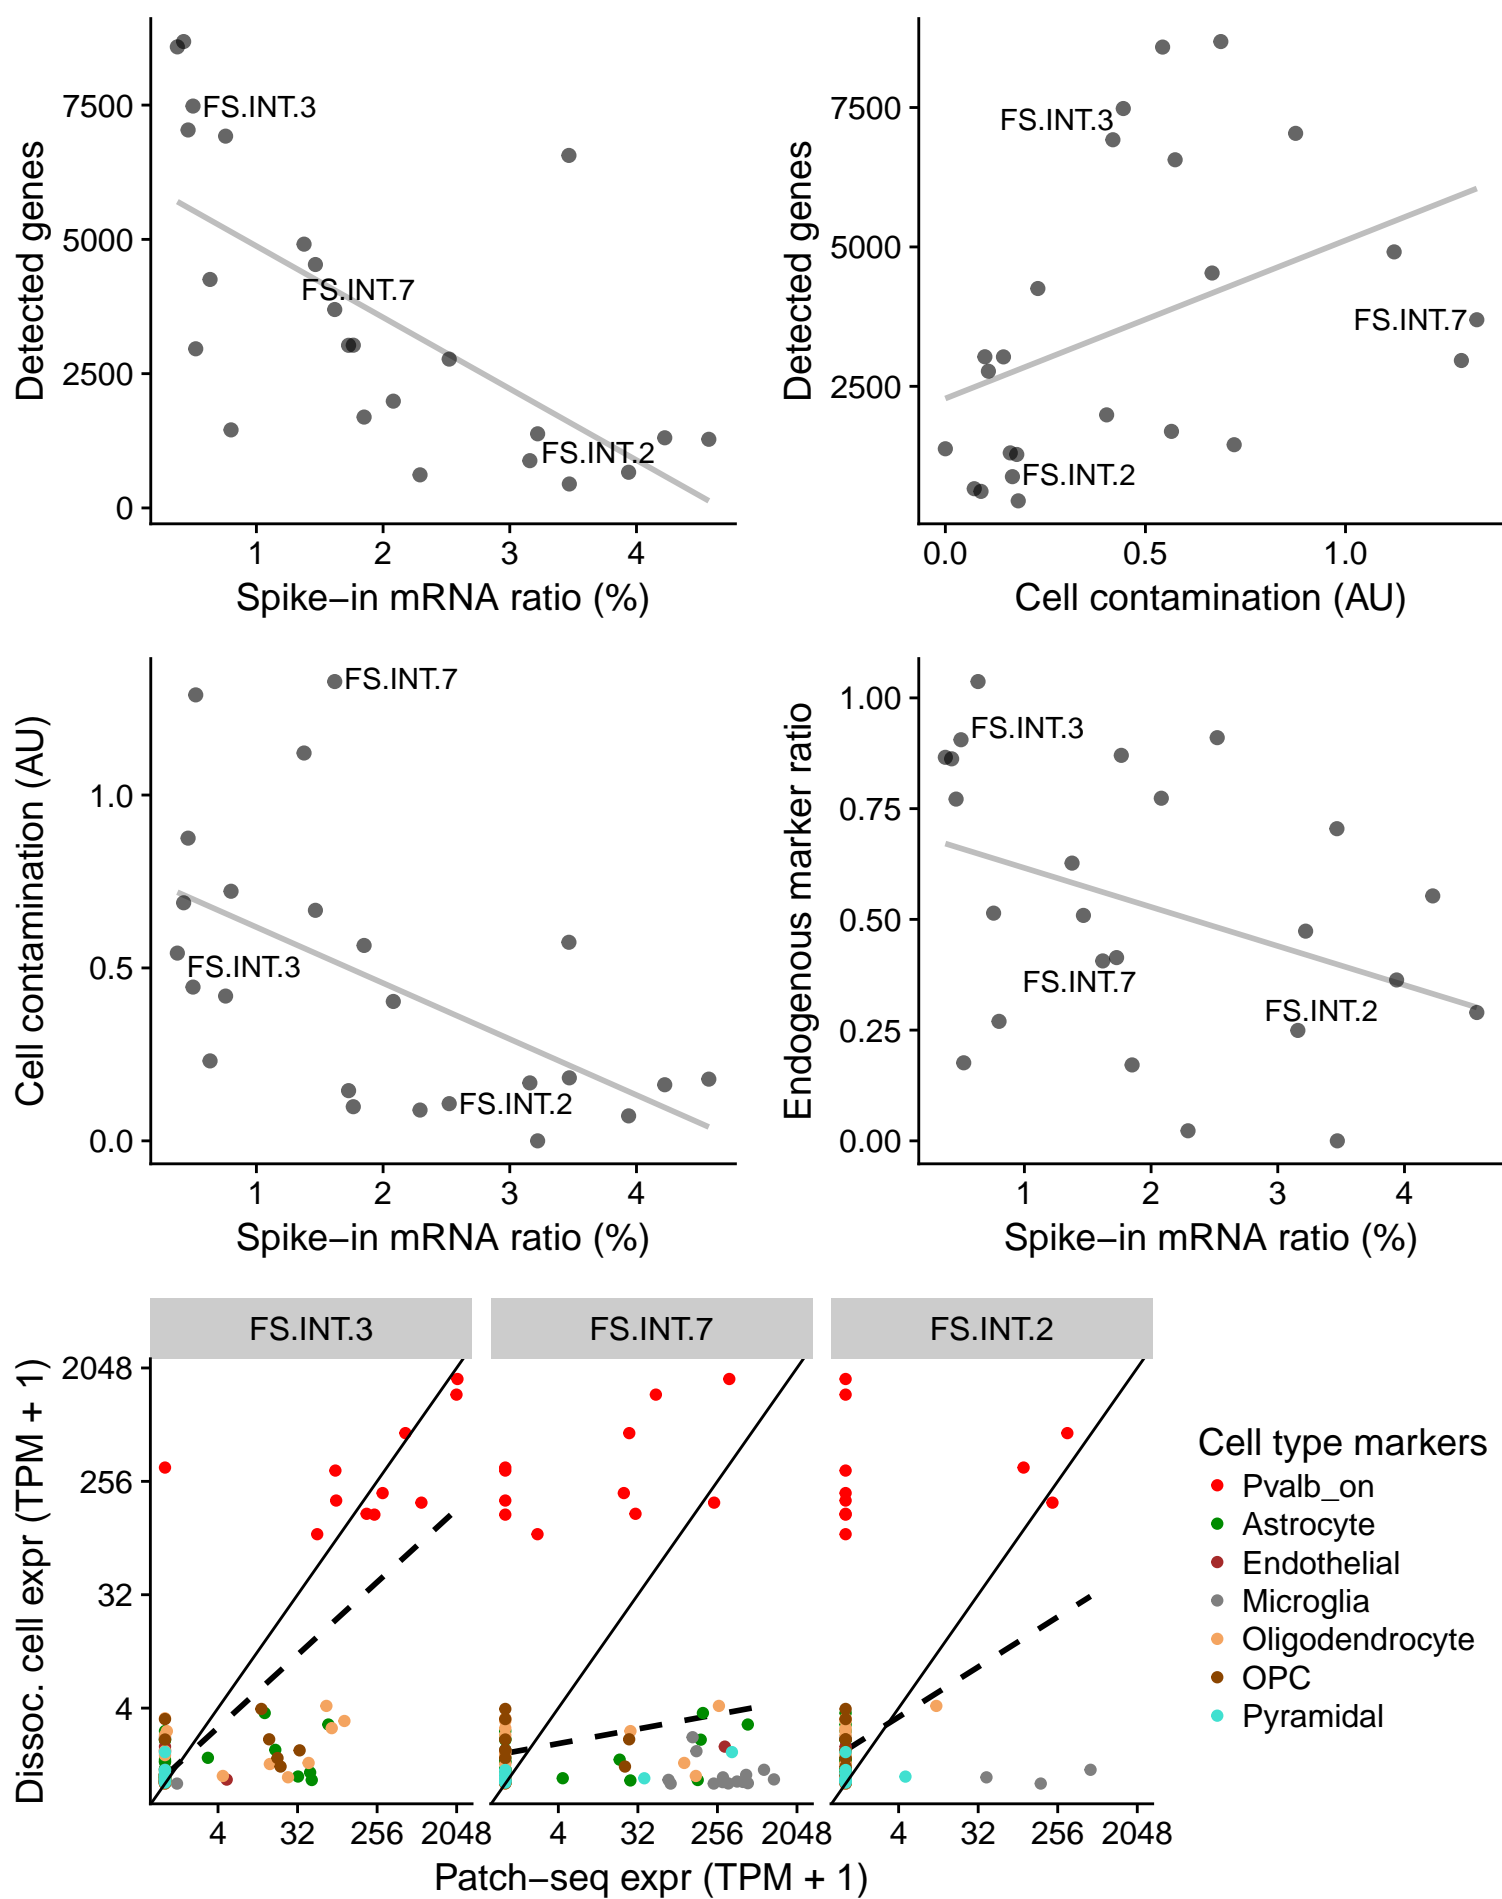 Detected genes
7500
5000
2500
0
FS.INT.3
FS.INT.7
FS.INT.2
1 2 3 4
Spike−in mRNA ratio (%)
Detected genes
7500
5000
2500
FS.INT.3
FS.INT.7
FS.INT.2
0.0 0.5 1.0
Cell contamination (AU)
Cell contamination (AU)
1.0
0.5
0.0
FS.INT.7
FS.INT.3
FS.INT.2
1 2 3 4
Spike−in mRNA ratio (%)
Endogenous marker ratio
1.00
0.75
0.50
0.25
0.00
FS.INT.3
FS.INT.7
FS.INT.2
1 2 3 4
Spike−in mRNA ratio (%)
FS.INT.3 FS.INT.7 FS.INT.2
Dissoc. cell expr (TPM + 1)
2048
256
32
4
4 32 256 2048 4 32 256 2048 4 32 256 2048
Patch−seq expr (TPM + 1)
Cell type markers
Pvalb_on
Astrocyte
Endothelial
Microglia
Oligodendrocyte
OPC
Pyramidal